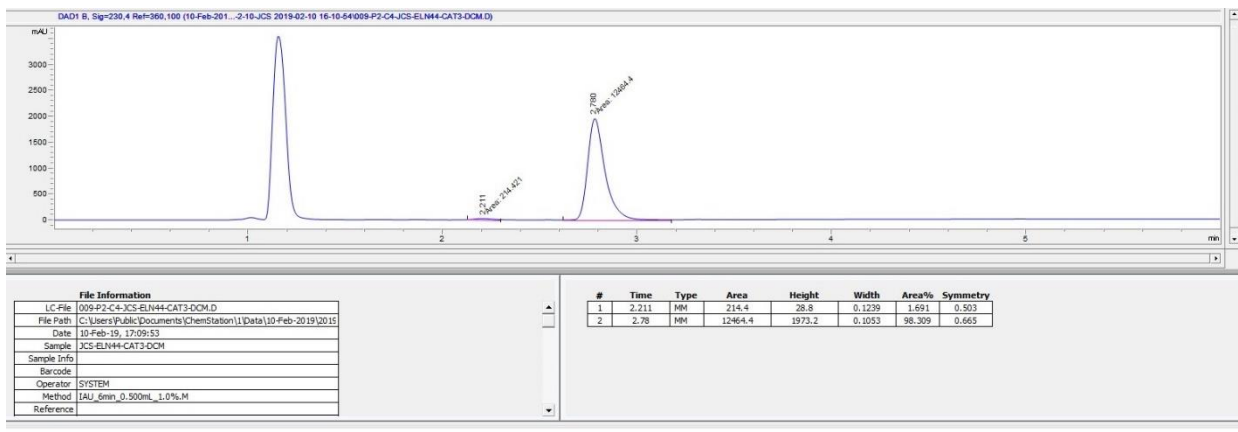 DAD1 B, Sig=230,4 Ref=360,100 (10-Feb-201...-2-10-JCS 2019-02-10 16-10-54\009-P2-C4-JCS-ELN44-CAT3-DCM.D)
mAU
3000
2500
2000
1500
1000
500
0
2.211
Area: 214.421
2.780
Area: 12464.4
1 2 3 4 5 min
File Information
LC-File 009-P2-C4-JCS-ELN44-CAT3-DCM.D
File Path C:\Users\Public\Documents\ChemStation\1\Data\10-Feb-2019\2019
Date 10-Feb-19, 17:09:53
Sample JCS-ELN44-CAT3-DCM
Sample Info
Barcode
Operator SYSTEM
Method IAU_6min_0.500mL_1.0%.M
Reference
# Time Type Area Height Width Area% Symmetry
1 2.211 MM 214.4 28.8 0.1239 1.691 0.503
2 2.78 MM 12464.4 1973.2 0.1053 98.309 0.665